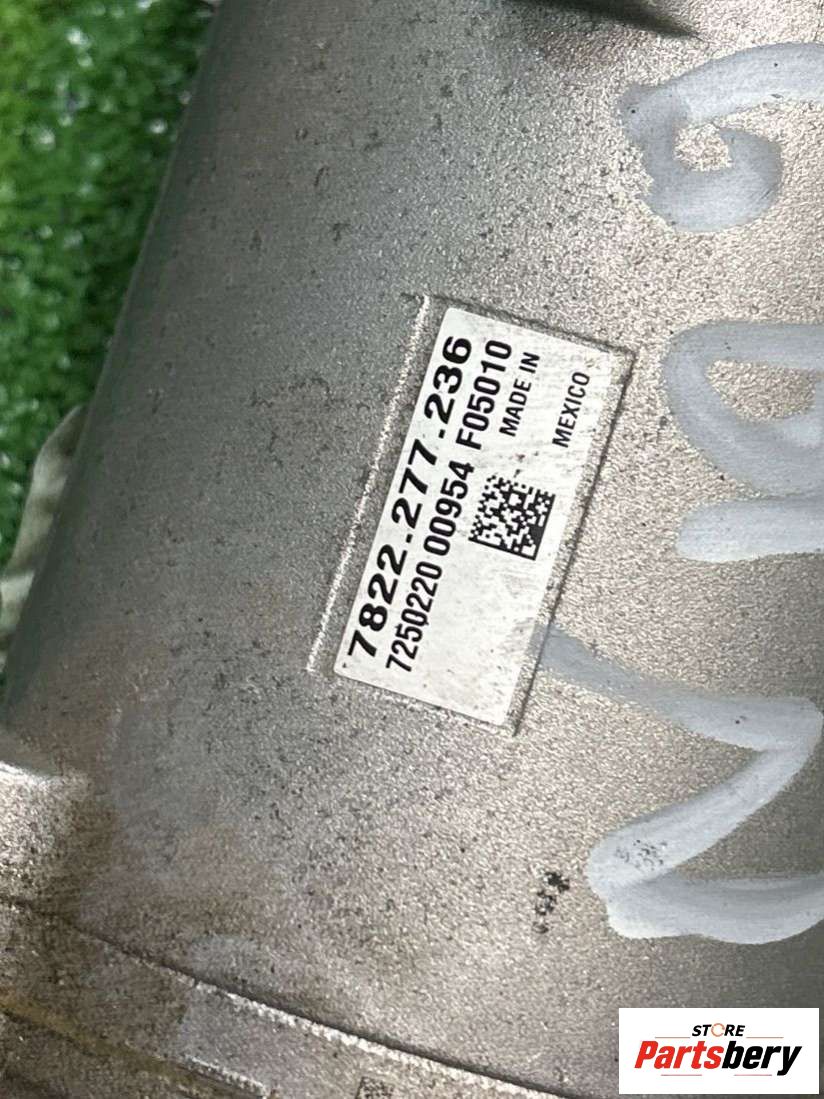 7822.277.236
7250220 00954 F05010
MADE IN
MEXICO
STORE
Partsbery